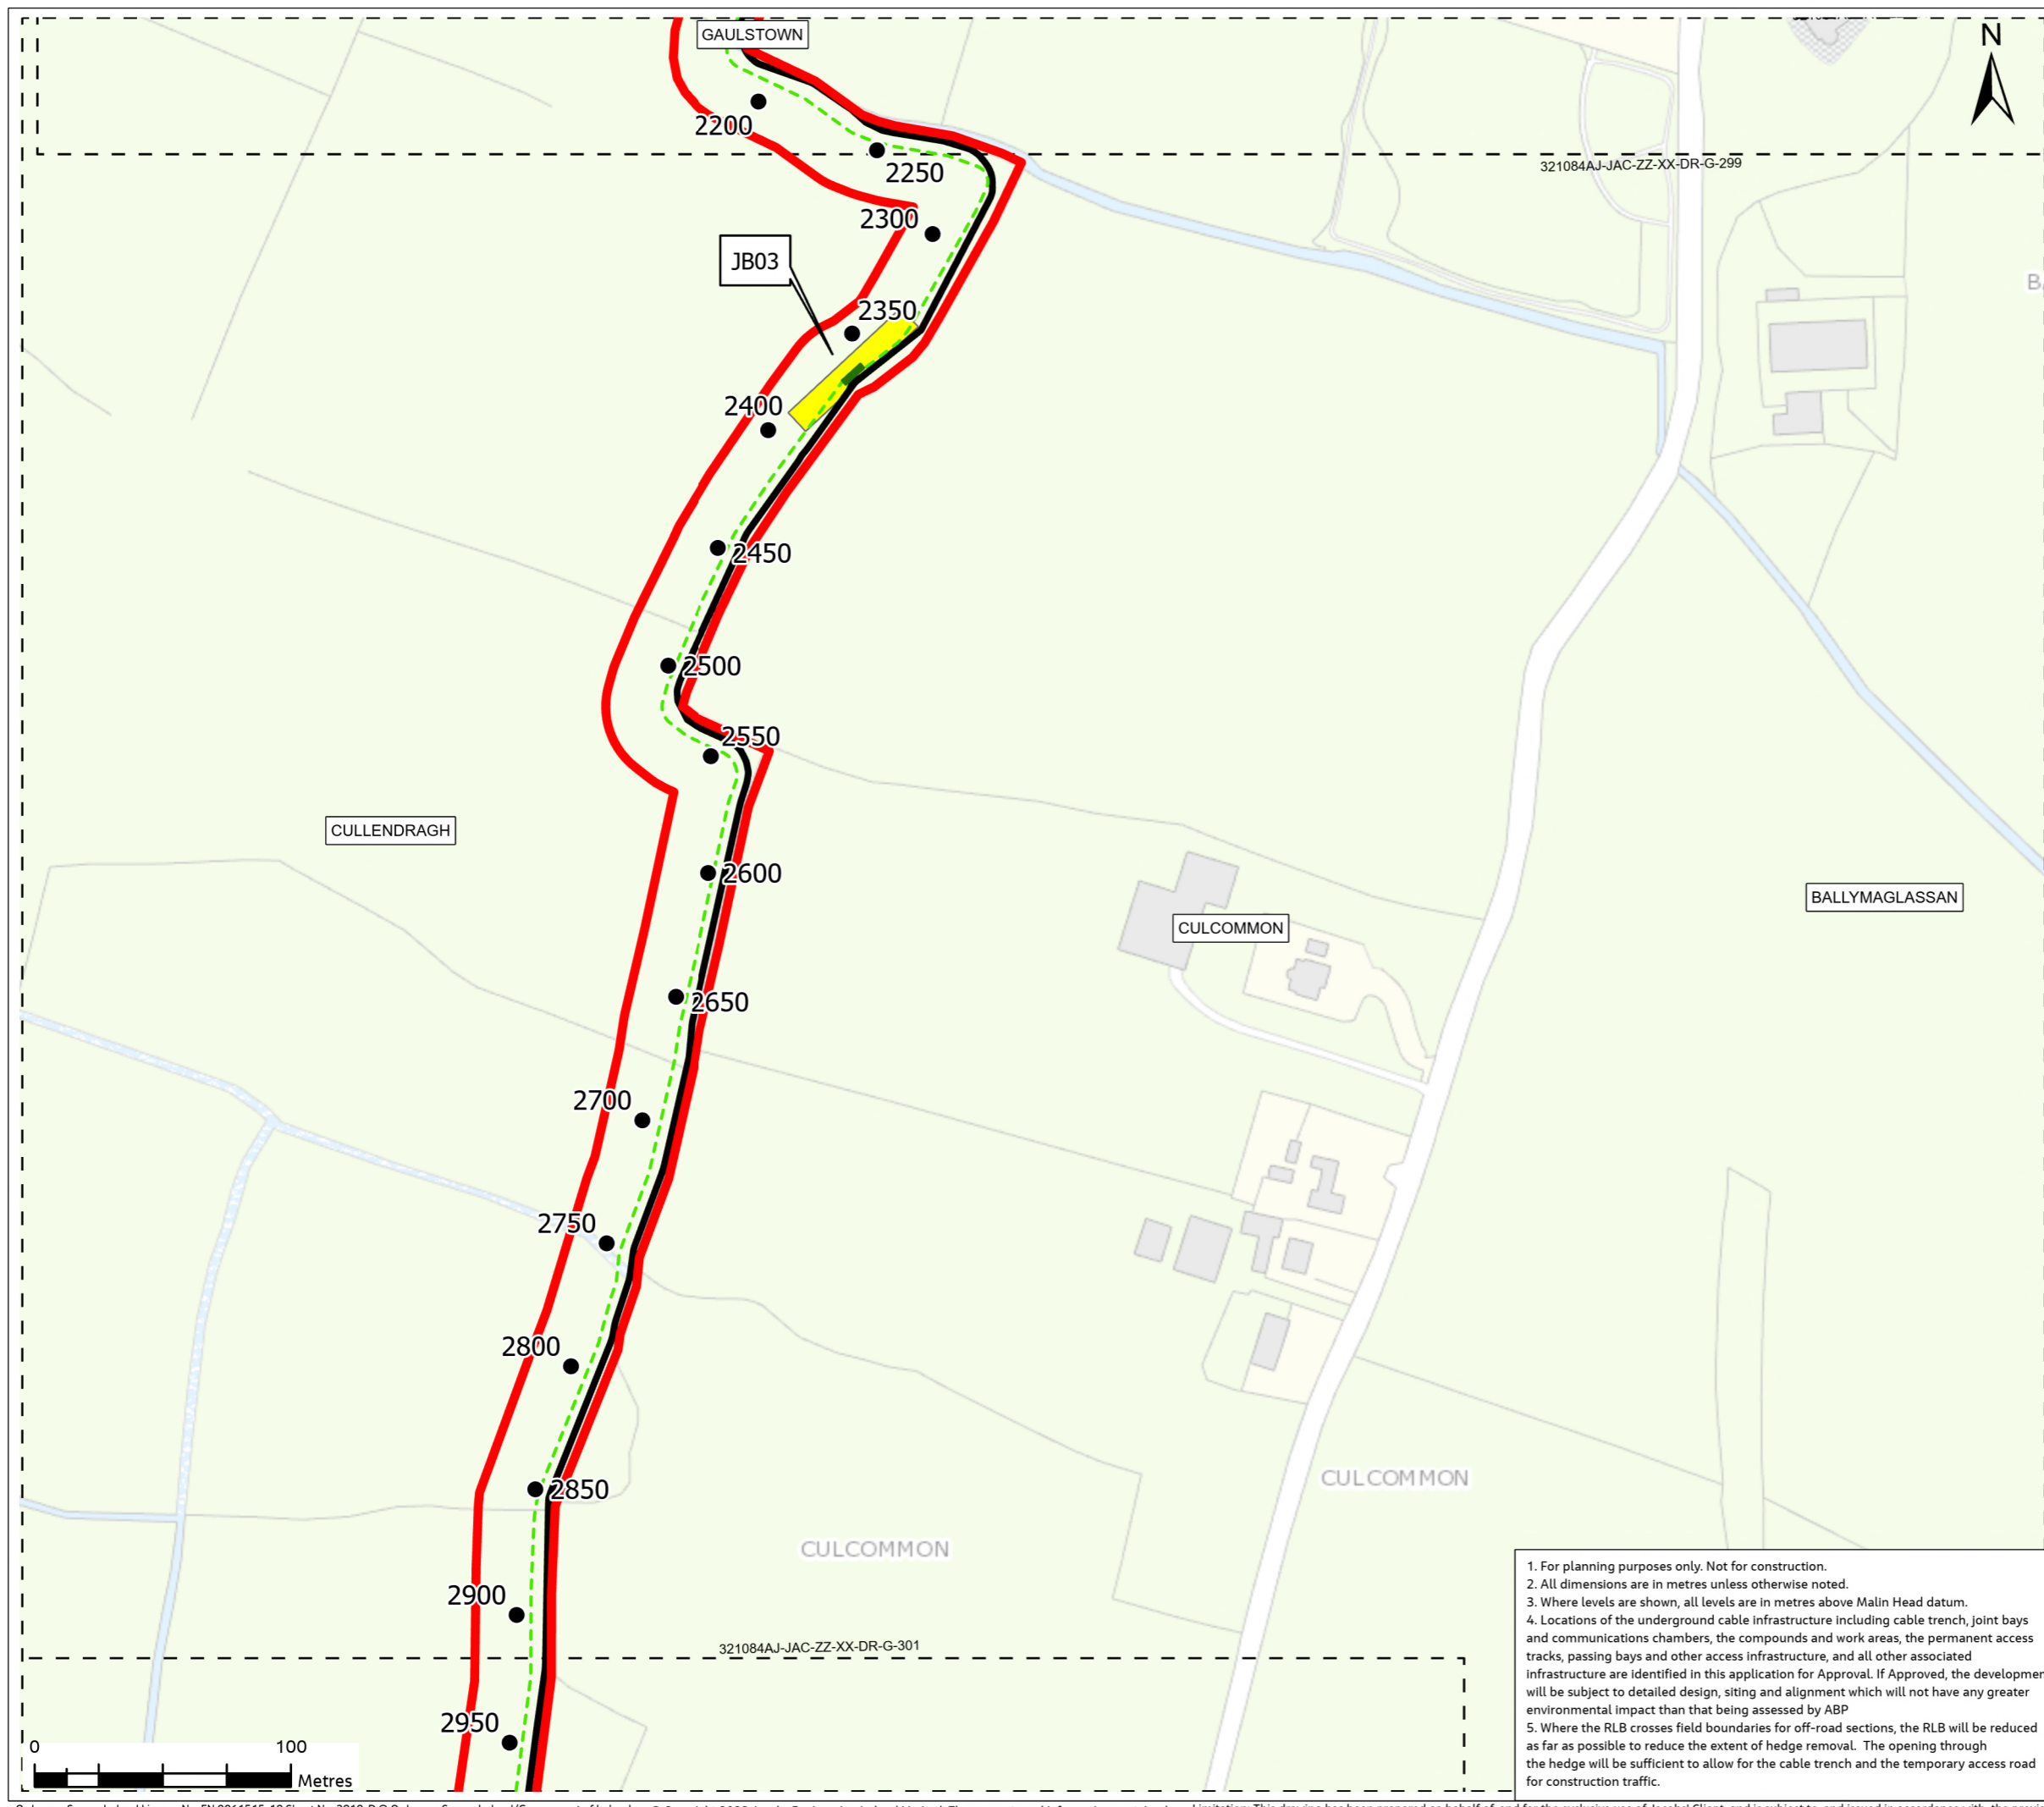 GAULSTOWN
N
2200
321084AJ-JAC-ZZ-XX-DR-G-299
2250
2300
JB03
2350
2400
2450
2500
2550
CULLENDRAGH
2600
BALLYMAGLASSAN
CULCOMMON
2650
2700
2750
2800
CULCOMMON
2850
CULCOMMON
2900
321084AJ-JAC-ZZ-XX-DR-G-301
2950
0 100
Metres
1. For planning purposes only. Not for construction.
2. All dimensions are in metres unless otherwise noted.
3. Where levels are shown, all levels are in metres above Malin Head datum.
4. Locations of the underground cable infrastructure including cable trench, joint bays
and communications chambers, the compounds and work areas, the permanent access
tracks, passing bays and other access infrastructure, and all other associated
infrastructure are identified in this application for Approval. If Approved, the developmen
will be subject to detailed design, siting and alignment which will not have any greater
environmental impact than that being assessed by ABP
5. Where the RLB crosses field boundaries for off-road sections, the RLB will be reduced
as far as possible to reduce the extent of hedge removal. The opening through
the hedge will be sufficient to allow for the cable trench and the temporary access road
for construction traffic.